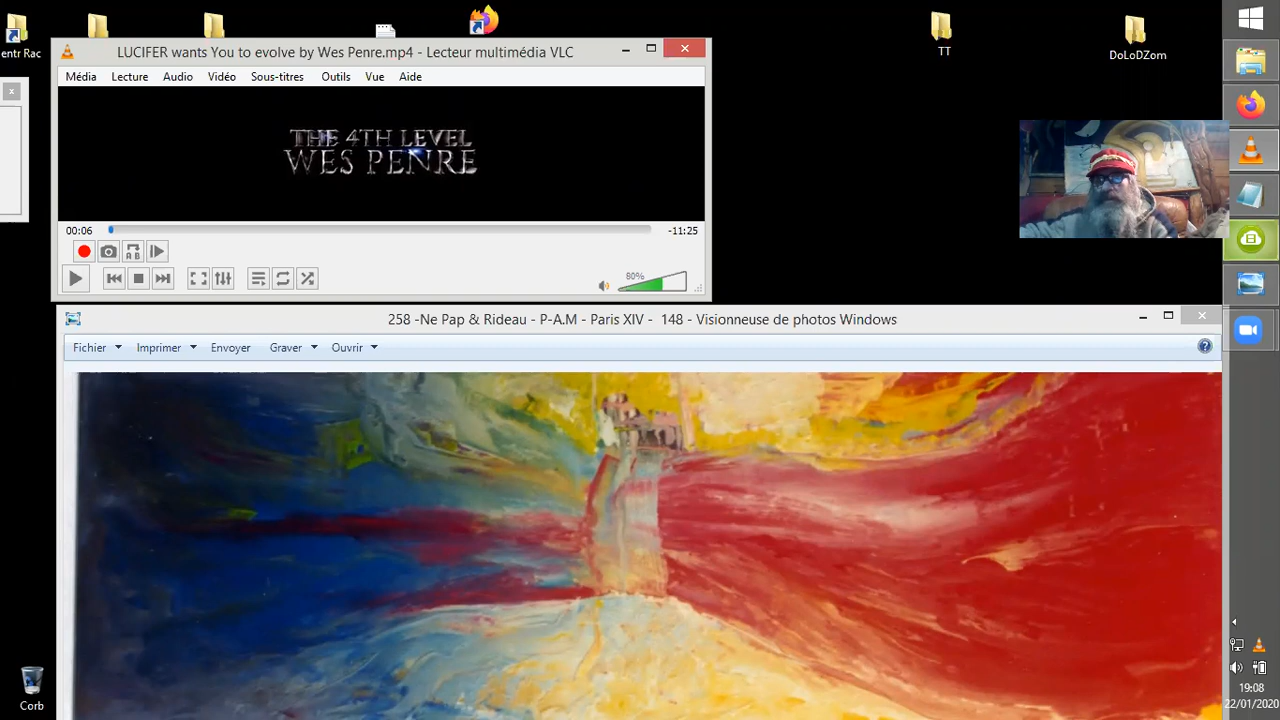 entr Rac
TT
DoLoDZom
LUCIFER wants You to evolve by Wes Penre.mp4 - Lecteur multimédia VLC
Média Lecture Audio Vidéo Sous-titres Outils Vue Aide
THE 4TH LEVEL
WES PENRE
00:06
-11:25
80%
258 -Ne Pap & Rideau - P-A.M - Paris XIV - 148 - Visionneuse de photos Windows
Fichier Imprimer Envoyer Graver Ouvrir
Corb
19:08
22/01/2020